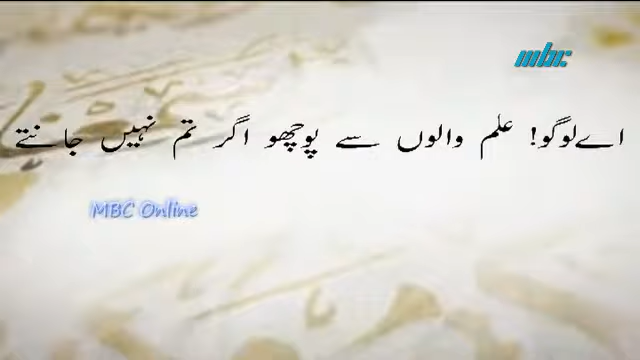 mbc
اے لوگو! علم والوں سے پوچھو اگر تم نہیں جانتے
MBC Online